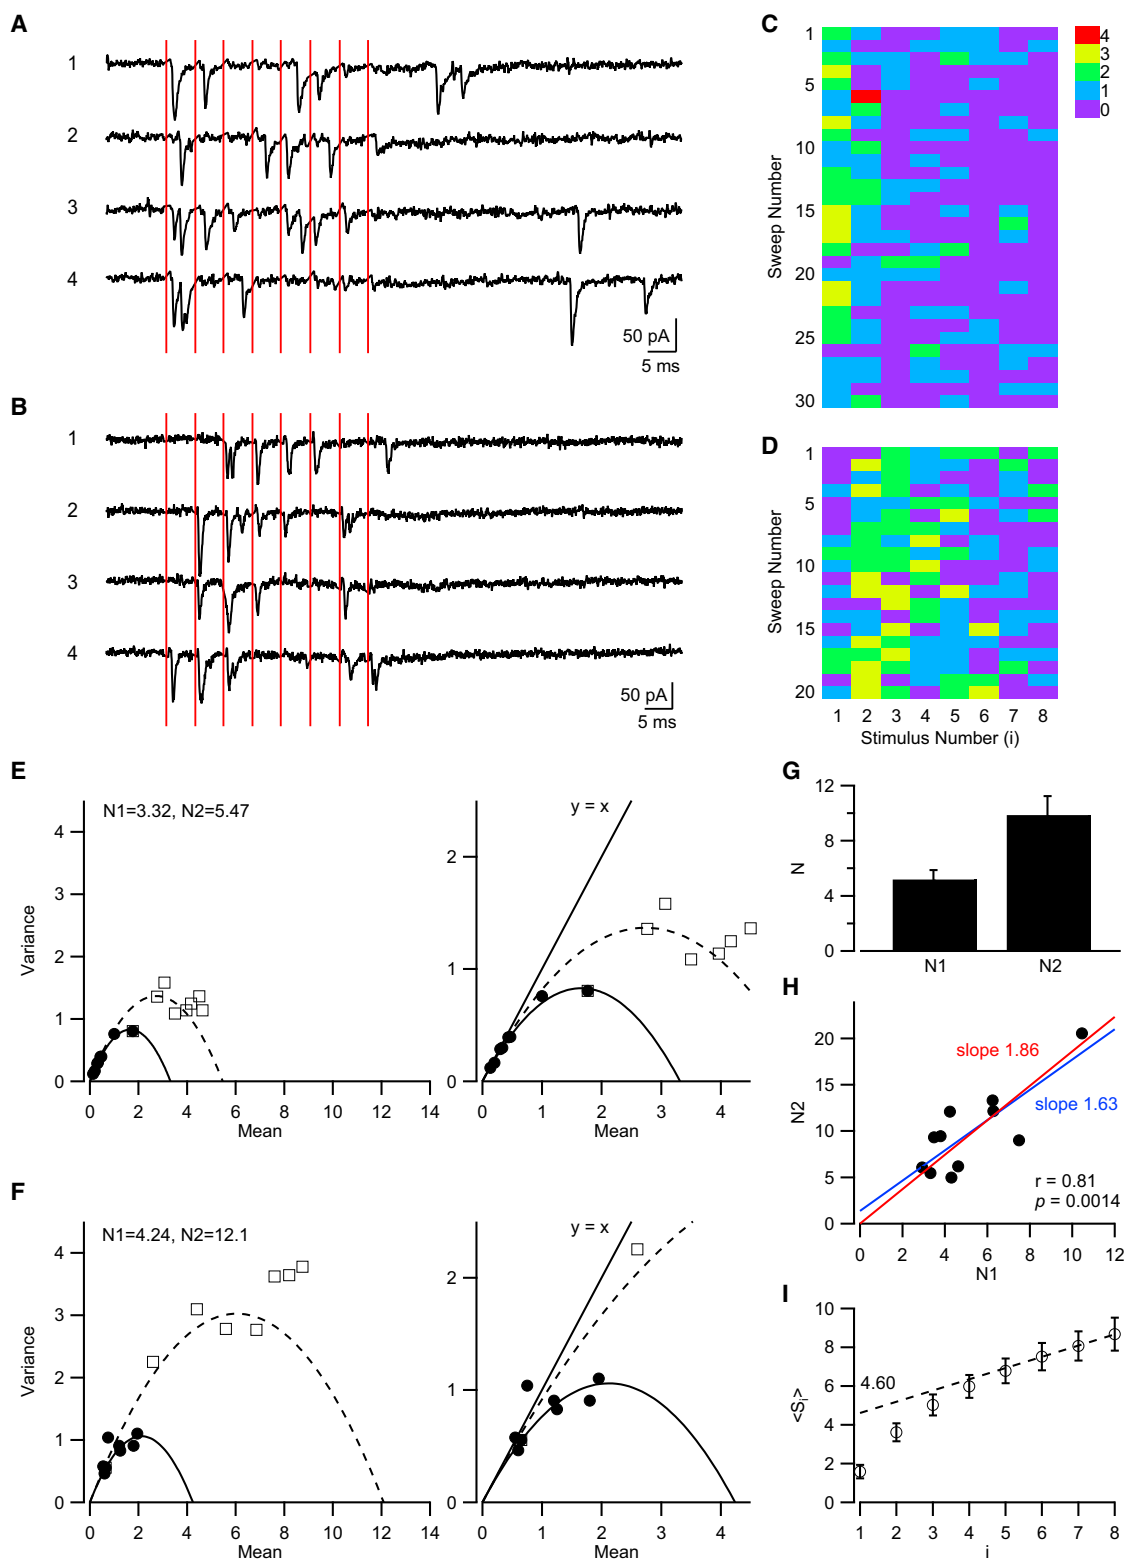 A
1
2
3
4
50 pA
5 ms
B
1
2
3
4
50 pA
5 ms
C
1
5
10
15
20
25
30
Sweep Number
4
3
2
1
0
D
1
5
10
15
20
Sweep Number
1 2 3 4 5 6 7 8
Stimulus Number (i)
E
N1=3.32, N2=5.47
4
3
2
1
0
Variance
0 2 4 6 8 10 12 14
Mean
y = x
2
1
0
0 1 2 3 4
Mean
F
N1=4.24, N2=12.1
4
3
2
1
0
Variance
0 2 4 6 8 10 12 14
Mean
y = x
2
1
0
0 1 2 3 4
Mean
G
12
8
4
0
N
N1 N2
H
20
15
10
5
0
N2
slope 1.86
slope 1.63
r = 0.81
p = 0.0014
0 2 4 6 8 10 12
N1
I
10
8
6
4
2
0
<Si>
4.60
1 2 3 4 5 6 7 8
i